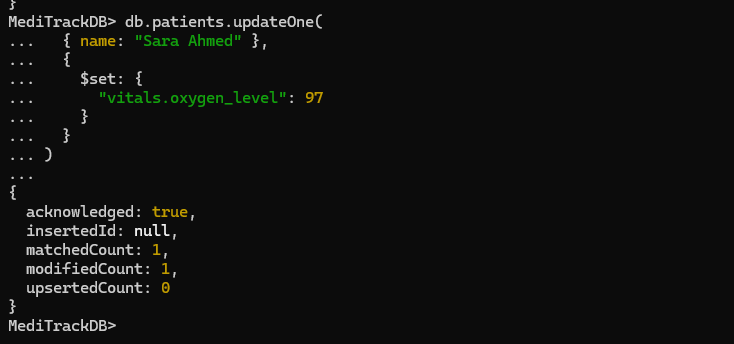 }
MediTrackDB> db.patients.updateOne(
...   { name: "Sara Ahmed" },
...   {
...     $set: {
...       "vitals.oxygen_level": 97
...     }
...   }
... )
...
{
  acknowledged: true,
  insertedId: null,
  matchedCount: 1,
  modifiedCount: 1,
  upsertedCount: 0
}
MediTrackDB>